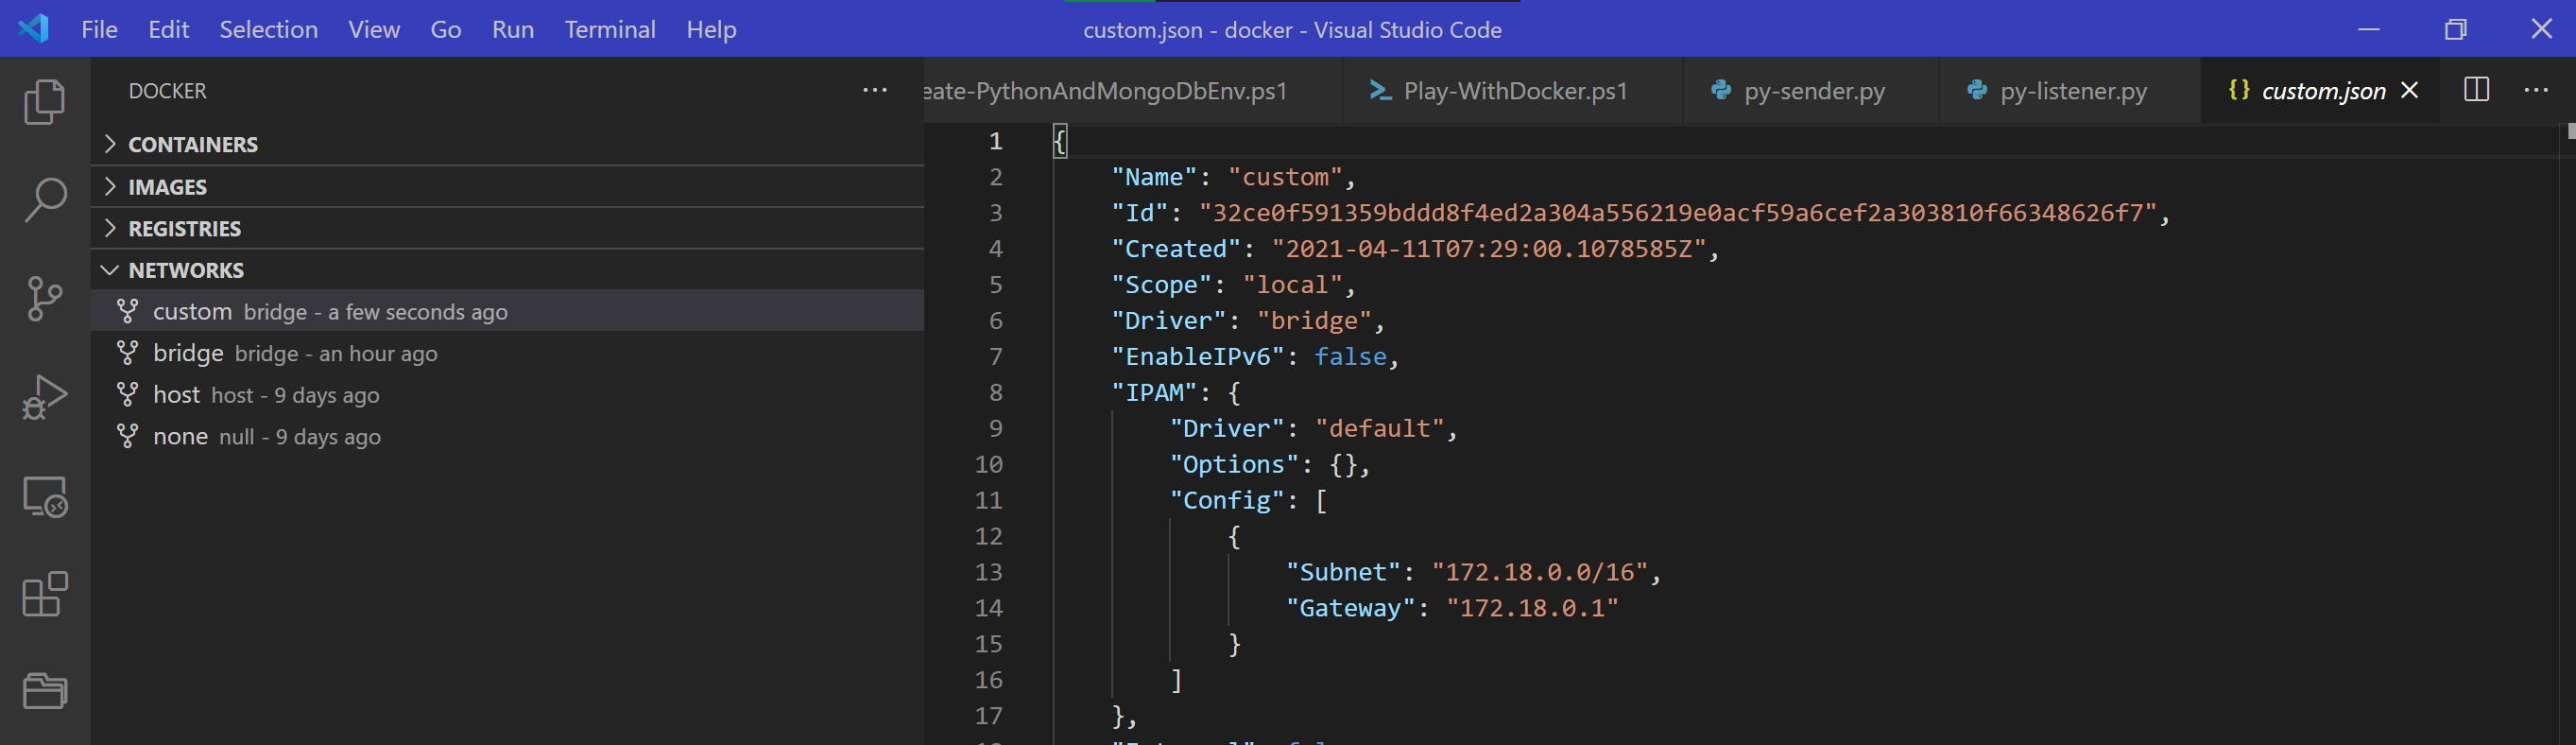 File Edit Selection View Go Run Terminal Help custom.json - docker - Visual Studio Code
DOCKER
CONTAINERS
IMAGES
REGISTRIES
NETWORKS
custom bridge - a few seconds ago
bridge bridge - an hour ago
host host - 9 days ago
none null - 9 days ago
eate-PythonAndMongoDbEnv.ps1 Play-WithDocker.ps1 py-sender.py py-listener.py {} custom.json
1 {
2 "Name": "custom",
3 "Id": "32ce0f591359bddd8f4ed2a304a556219e0acf59a6cef2a303810f66348626f7",
4 "Created": "2021-04-11T07:29:00.1078585Z",
5 "Scope": "local",
6 "Driver": "bridge",
7 "EnableIPv6": false,
8 "IPAM": {
9 "Driver": "default",
10 "Options": {},
11 "Config": [
12 {
13 "Subnet": "172.18.0.0/16",
14 "Gateway": "172.18.0.1"
15 }
16 ]
17 },